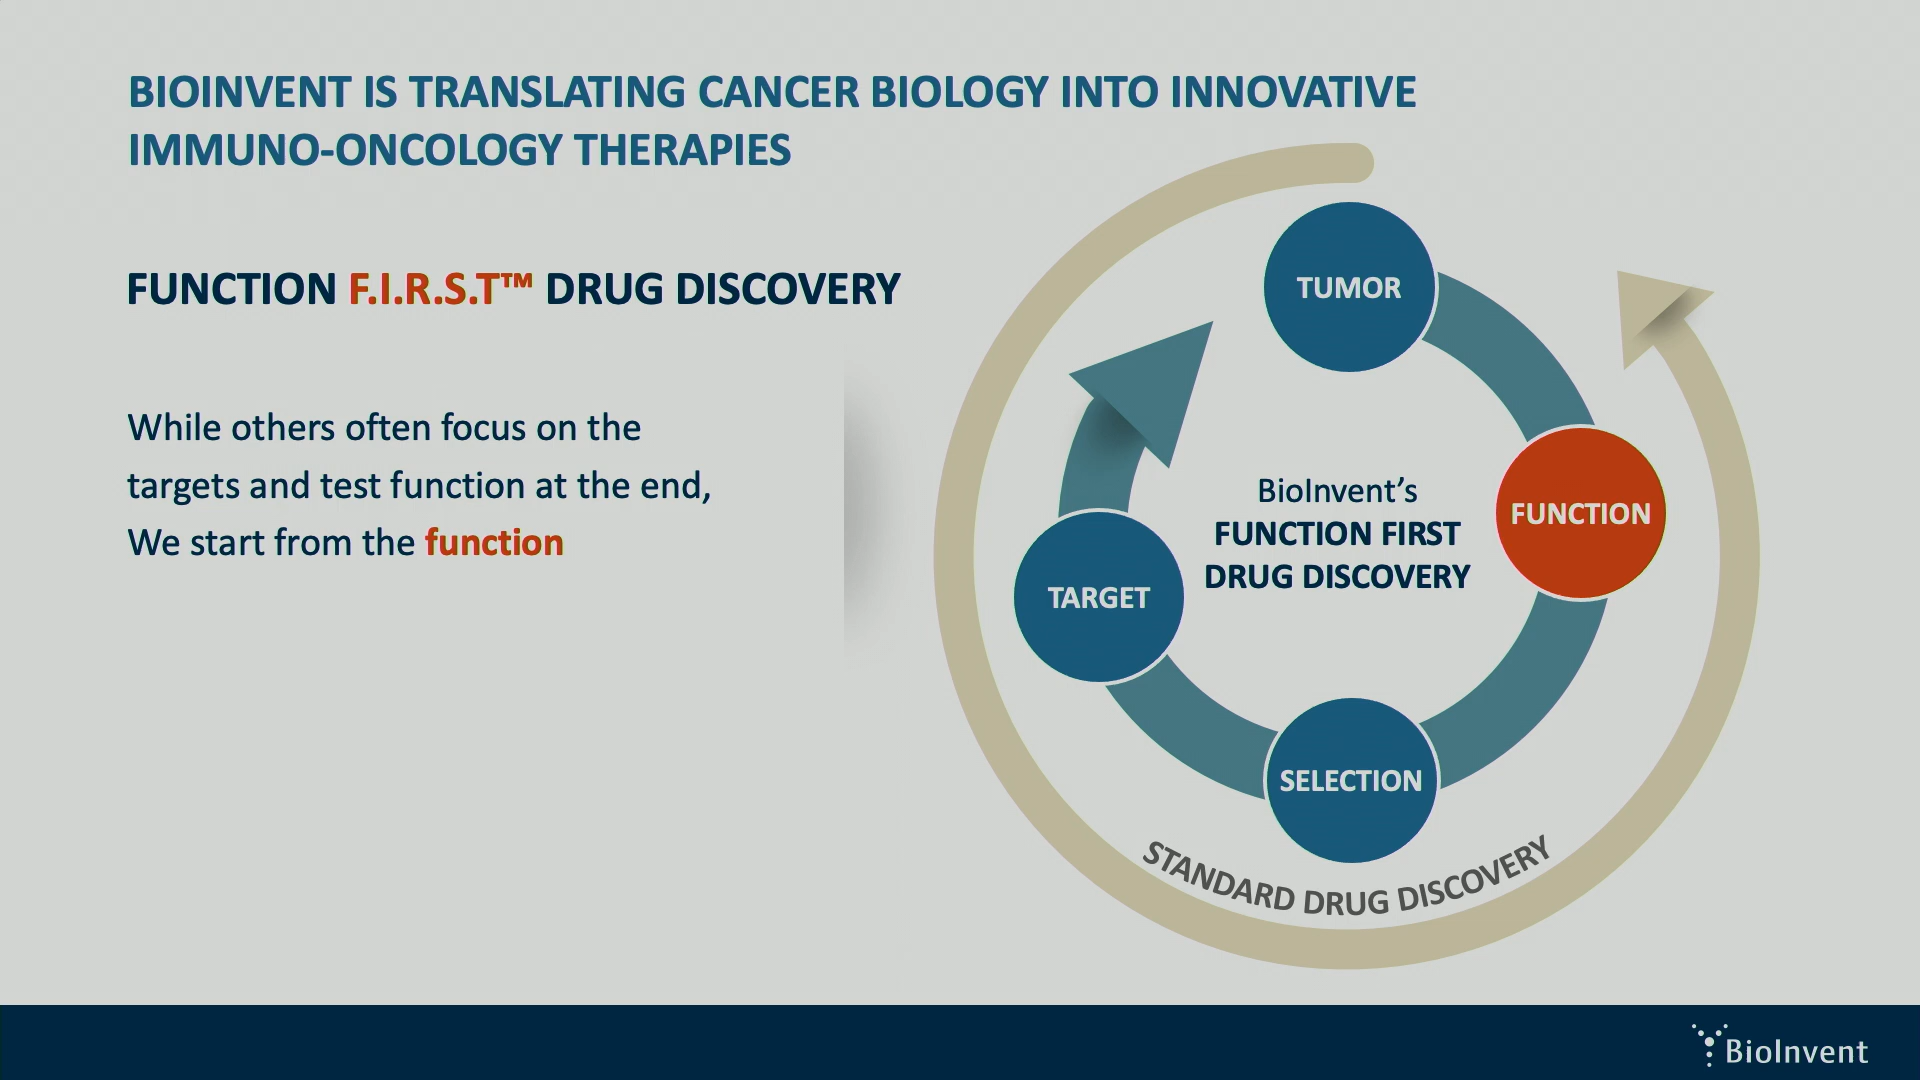 BIOINVENT IS TRANSLATING CANCER BIOLOGY INTO INNOVATIVE
IMMUNO-ONCOLOGY THERAPIES
FUNCTION F.I.R.S.T™ DRUG DISCOVERY
While others often focus on the
targets and test function at the end,
We start from the function
TUMOR
FUNCTION
BioInvent’s
FUNCTION FIRST
DRUG DISCOVERY
TARGET
SELECTION
STANDARD DRUG DISCOVERY
BioInvent